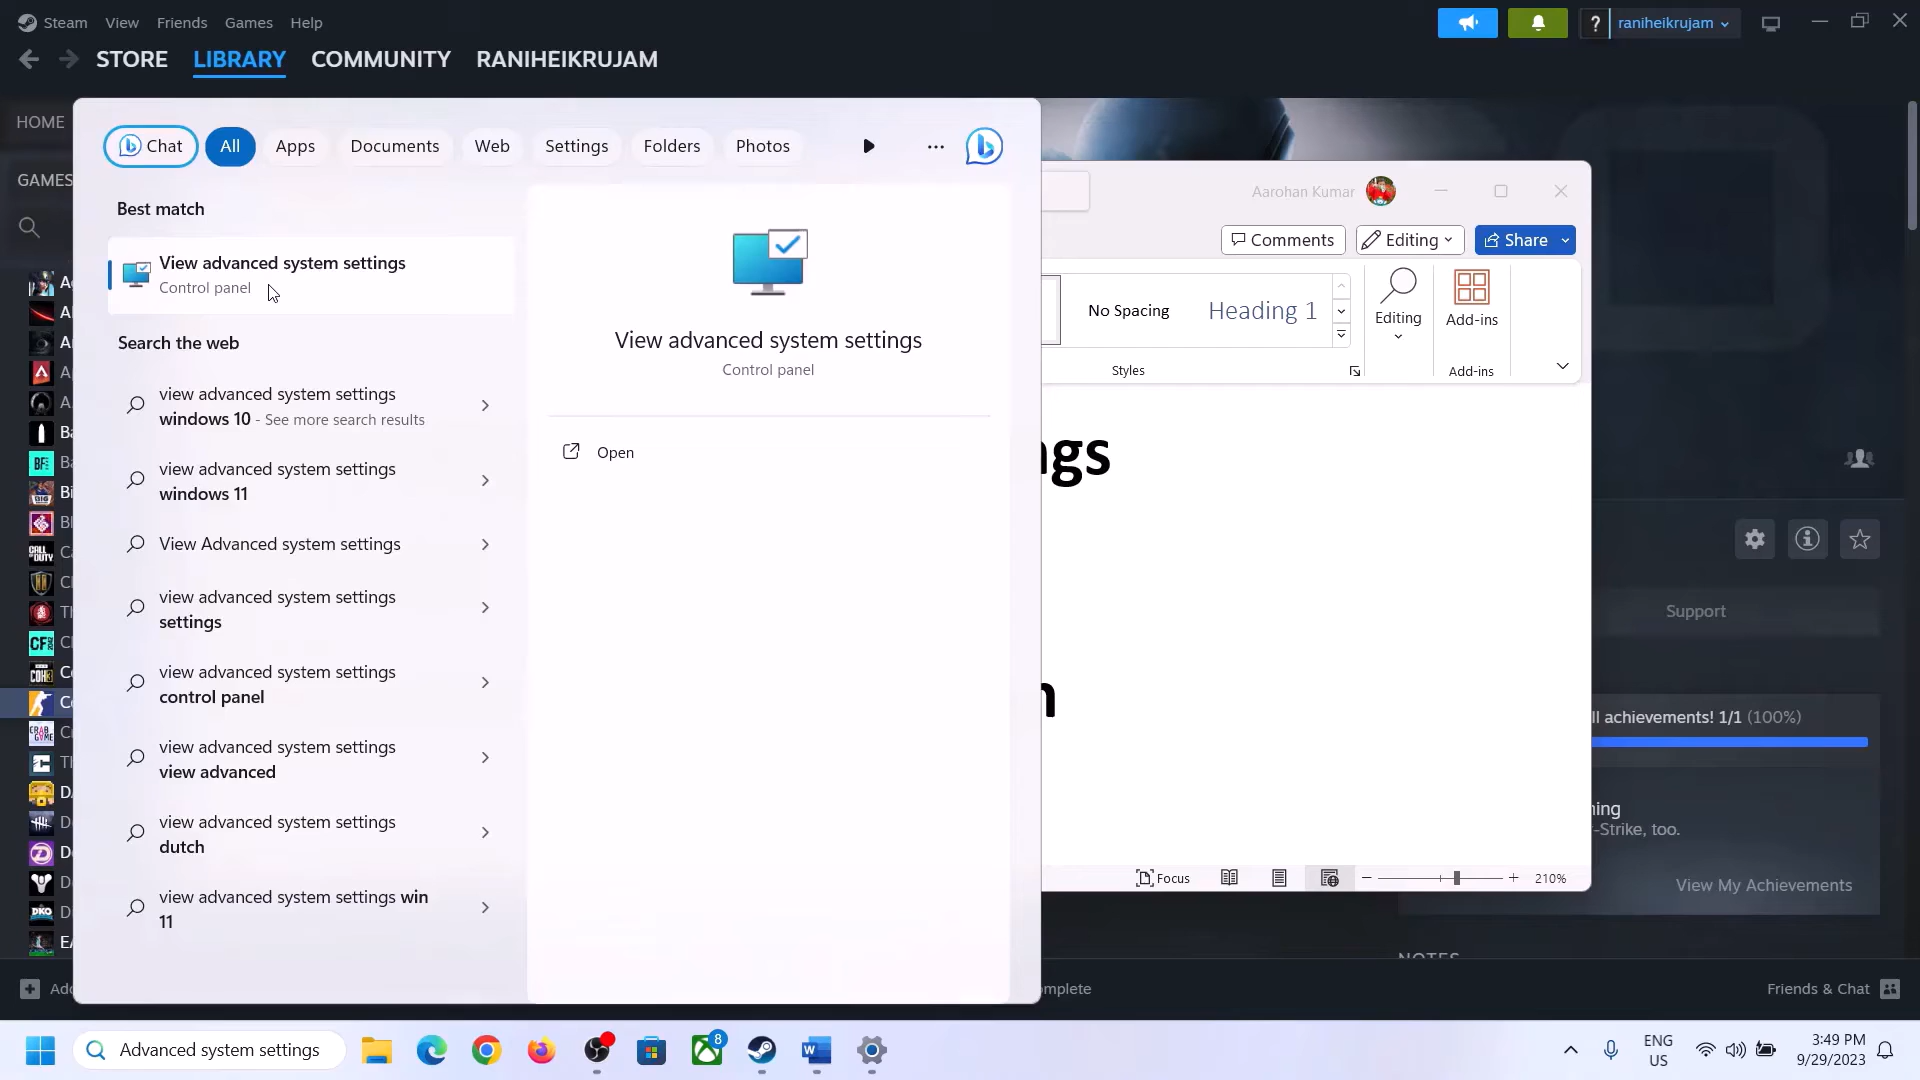 Steam View Friends Games Help
raniheikrujam
STORE LIBRARY COMMUNITY RANIHEIKRUJAM
HOME
GAMES
Chat All Apps Documents Web Settings Folders Photos
Best match
View advanced system settings
Control panel
Search the web
view advanced system settings
windows 10 - See more search results
view advanced system settings
windows 11
View Advanced system settings
view advanced system settings
settings
view advanced system settings
control panel
view advanced system settings
view advanced
view advanced system settings
dutch
view advanced system settings win
11
View advanced system settings
Control panel
Open
Aarohan Kumar
Comments Editing Share
No Spacing Heading 1
Editing
Add-ins
Styles
Add-ins
ngs
n
Focus
210%
Support
ll achievements! 1/1 (100%)
ning
-Strike, too.
View My Achievements
NOTES
Add
mplete
Friends & Chat
Advanced system settings
8
ENG
US
3:49 PM
9/29/2023